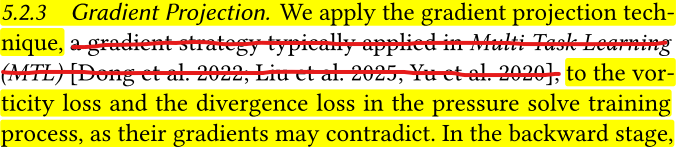 5.2.3 Gradient Projection. We apply the gradient projection tech-
nique, a gradient strategy typically applied in Multi Task Learning
(MTL) [Dong et al. 2022; Liu et al. 2025; Yu et al. 2020], to the vor-
ticity loss and the divergence loss in the pressure solve training
process, as their gradients may contradict. In the backward stage,